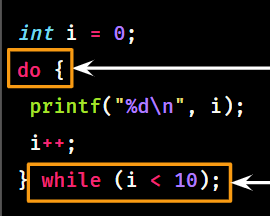 int i = 0;
do {
printf("%d\n", i);
i++;
} while (i < 10);